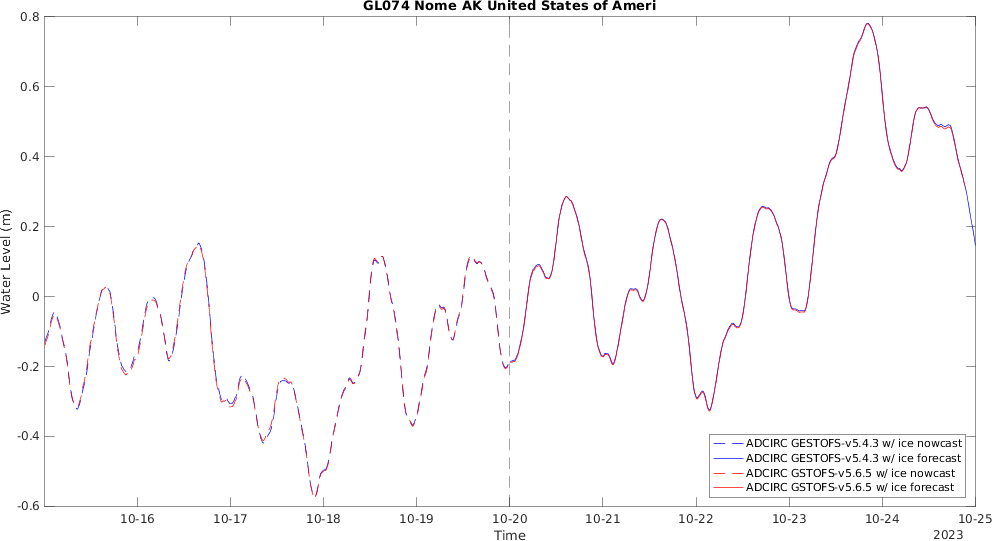 GL074 Nome AK United States of Ameri
Water Level (m)
0.8
0.6
0.4
0.2
0
-0.2
-0.4
-0.6
10-16
10-17
10-18
10-19
10-20
10-21
10-22
10-23
10-24
10-25
Time
2023
ADCIRC GESTOFS-v5.4.3 w/ ice nowcast
ADCIRC GESTOFS-v5.4.3 w/ ice forecast
ADCIRC GSTOFS-v5.6.5 w/ ice nowcast
ADCIRC GSTOFS-v5.6.5 w/ ice forecast